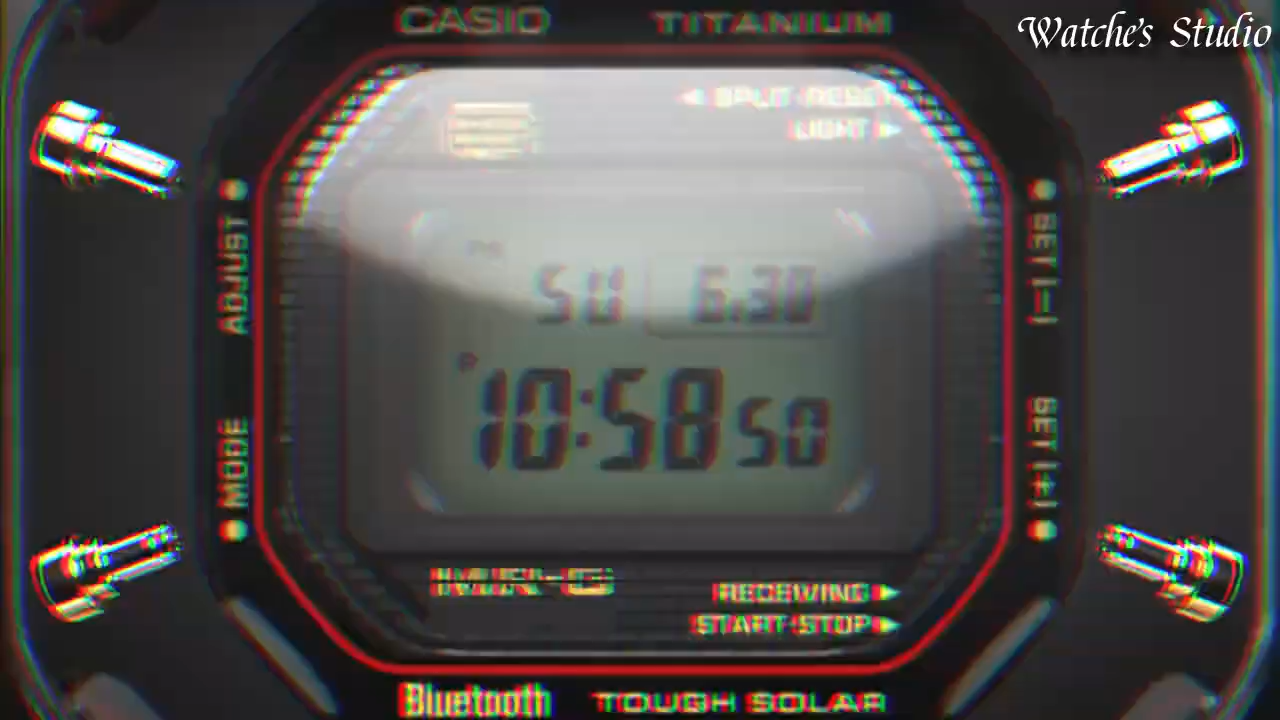 Watche's Studio
CASIO TITANIUM
SPLIT·RESET
LIGHT
ADJUST
SET (–)
SU 6.30
P
10:58 50
MODE
SET (+)
MR-G
RECEIVING
START·STOP
Bluetooth TOUGH SOLAR